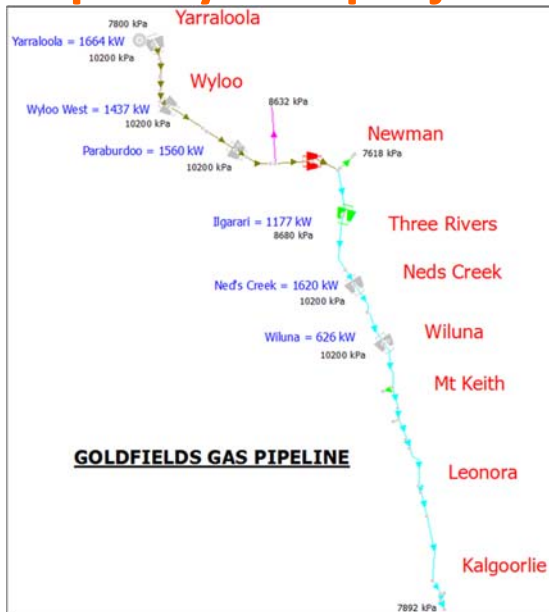 Yarraloola
7800 kPa
Yarraloola = 1664 kW
10200 kPa
Wyloo
Wyloo West = 1437 kW
10200 kPa
8632 kPa
Newman
Paraburdoo = 1560 kW
10200 kPa
7618 kPa
Ilgarari = 1177 kW
Three Rivers
8680 kPa
Neds Creek
Ned's Creek = 1620 kW
10200 kPa
Wiluna
Wiluna = 626 kW
10200 kPa
Mt Keith
GOLDFIELDS GAS PIPELINE
Leonora
Kalgoorlie
7892 kPa